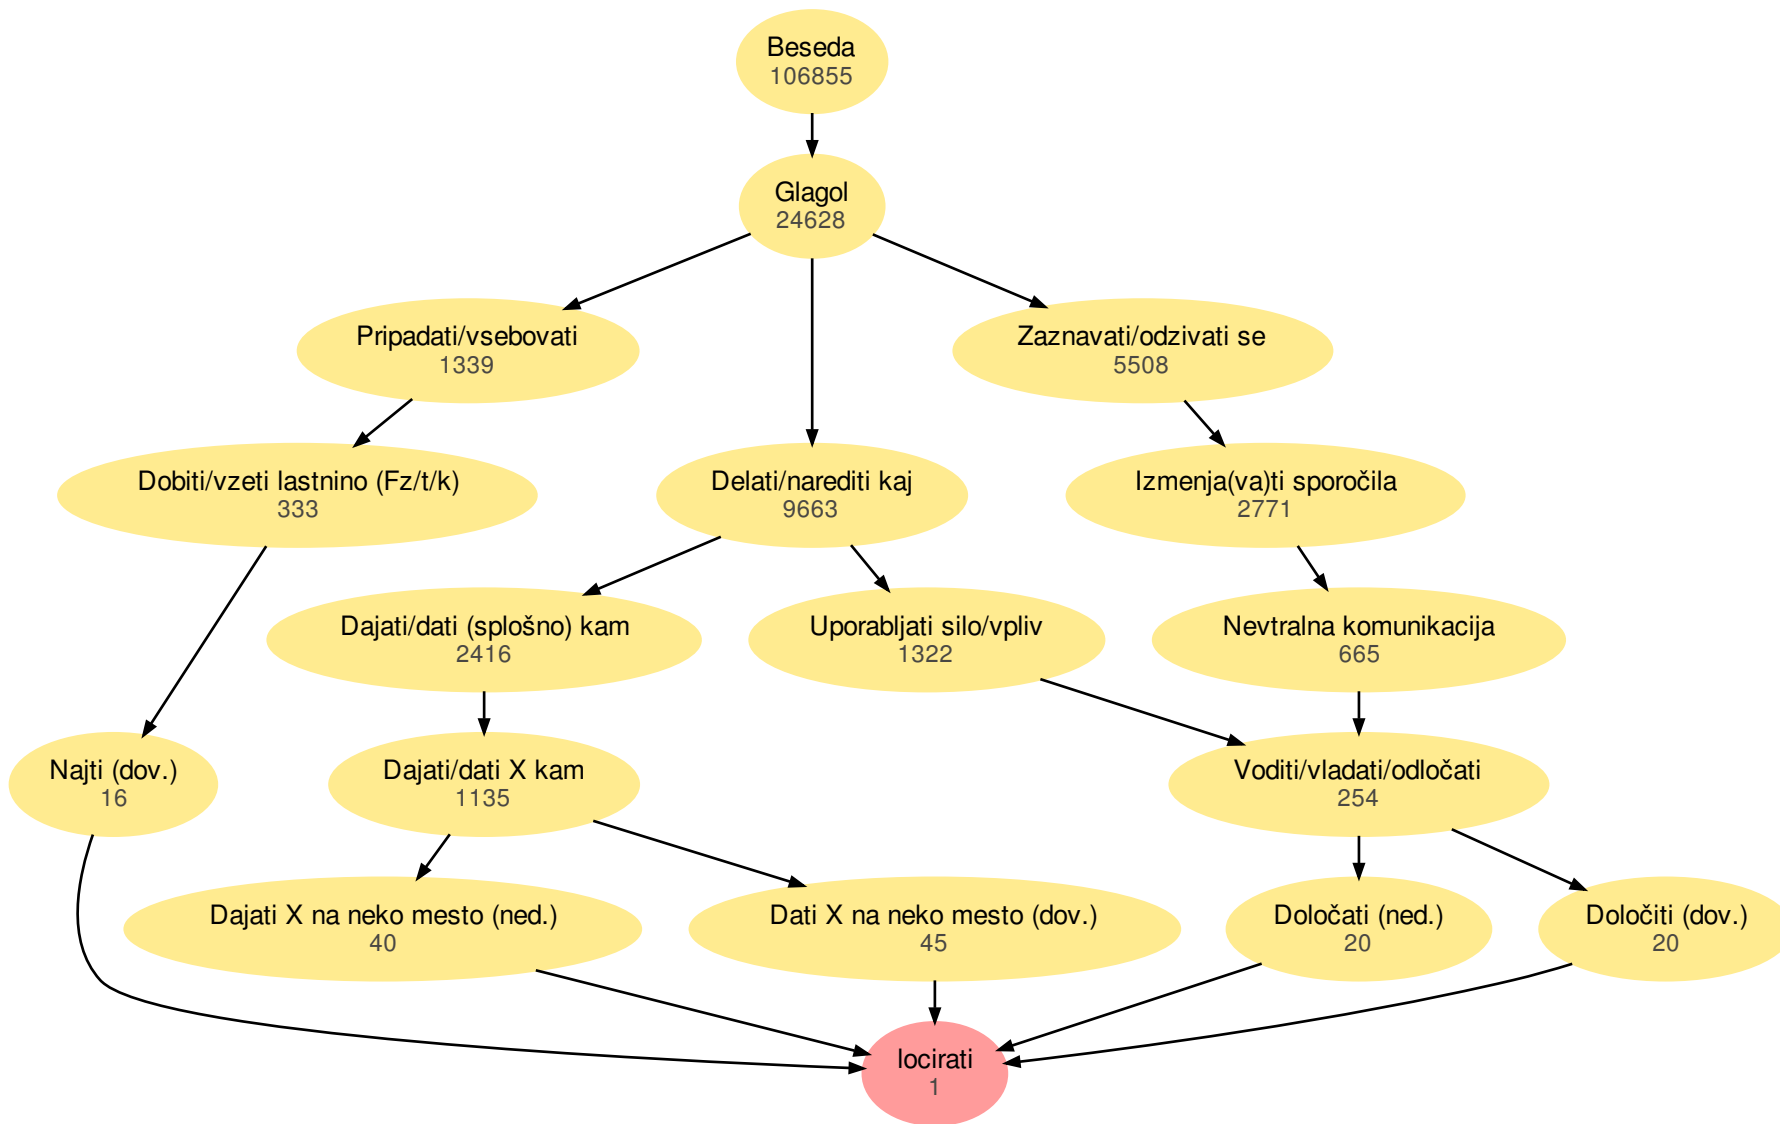 Beseda
106855
Glagol
24628
Pripadati/vsebovati
1339
Zaznavati/odzivati se
5508
Dobiti/vzeti lastnino (Fz/t/k)
333
Delati/narediti kaj
9663
Izmenja(va)ti sporočila
2771
Dajati/dati (splošno) kam
2416
Uporabljati silo/vpliv
1322
Nevtralna komunikacija
665
Najti (dov.)
16
Dajati/dati X kam
1135
Voditi/vladati/odločati
254
Dajati X na neko mesto (ned.)
40
Dati X na neko mesto (dov.)
45
Določati (ned.)
20
Določiti (dov.)
20
locirati
1